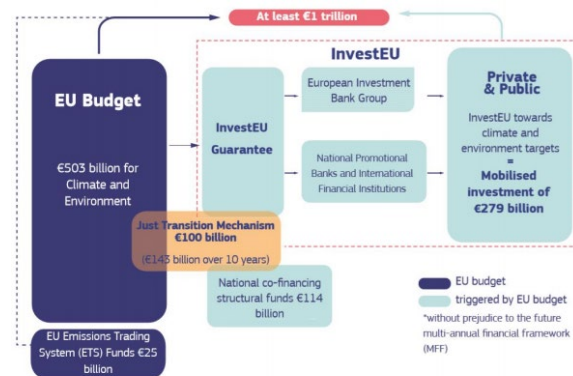 At least €1 trillion
InvestEU
EU Budget
€503 billion for
Climate and
Environment
InvestEU
Guarantee
European Investment
Bank Group
National Promotional
Banks and International
Financial Institutions
Private
& Public
InvestEU towards
climate and
environment targets
=
Mobilised
investment of
€279 billion
Just Transition Mechanism
€100 billion
(€143 billion over 10 years)
National co-financing
structural funds €114
billion
EU Emissions Trading
System (ETS) Funds €25
billion
EU budget
triggered by EU budget
*without prejudice to the future
multi-annual financial framework
(MFF)